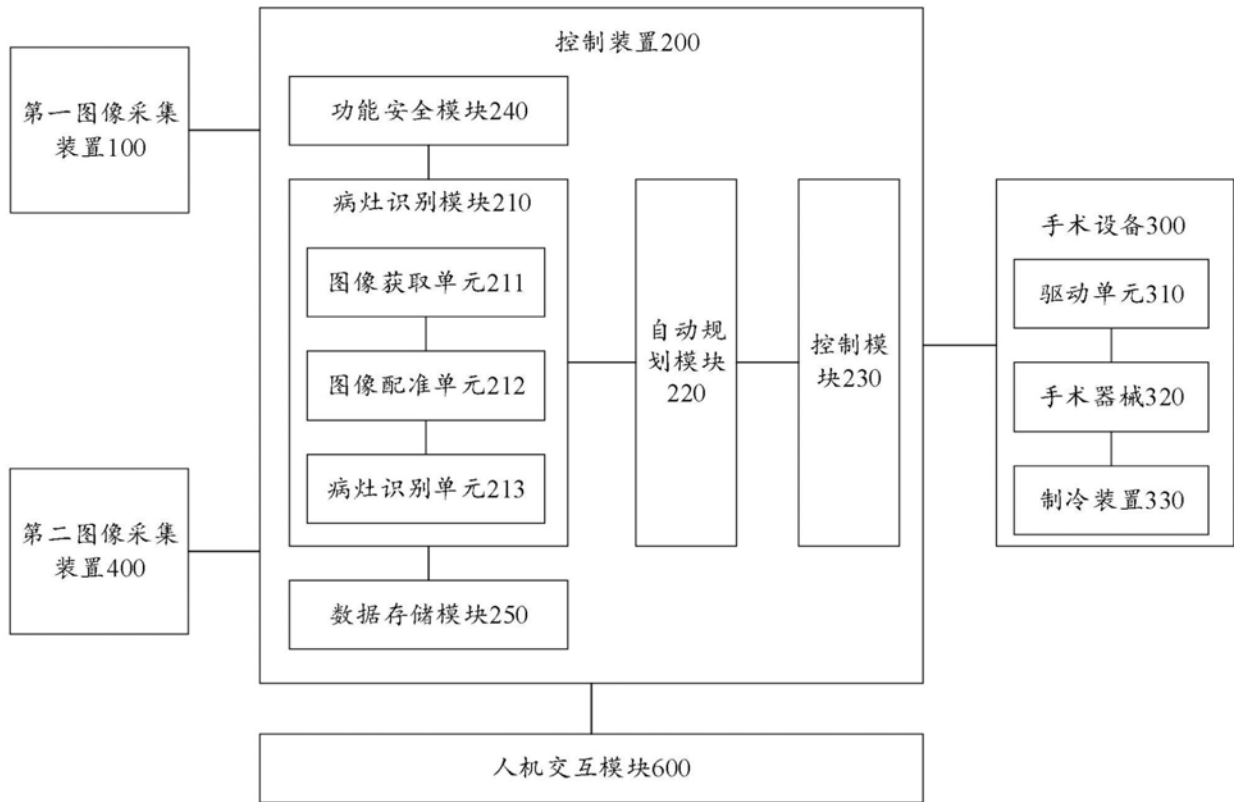 控制装置200
第一图像采集
装置100
功能安全模块240
病灶识别模块210
图像获取单元211
图像配准单元212
病灶识别单元213
数据存储模块250
自动规
划模块
220
控制模
块230
手术设备300
驱动单元310
手术器械320
制冷装置330
第二图像采集
装置400
人机交互模块600